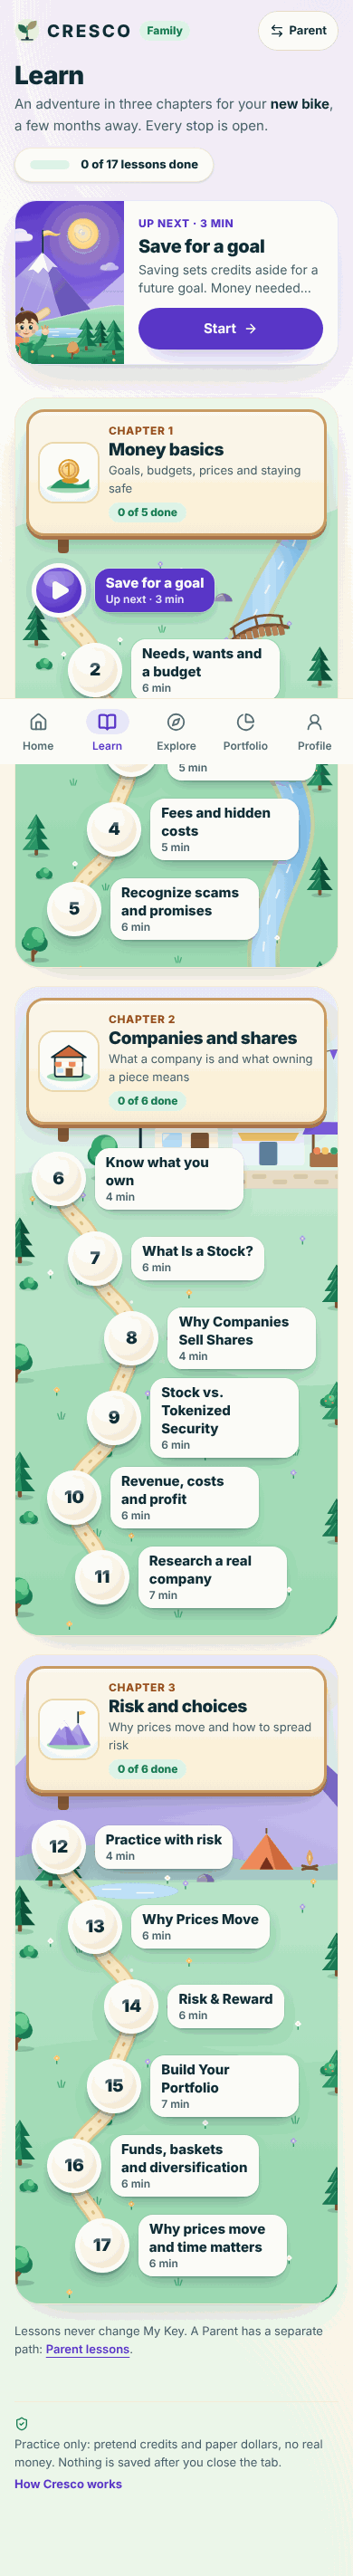 CRESCO Family
Parent
Learn
An adventure in three chapters for your new bike,
a few months away. Every stop is open.
0 of 17 lessons done
UP NEXT · 3 MIN
Save for a goal
Saving sets credits aside for a
future goal. Money needed...
Start
CHAPTER 1
Money basics
Goals, budgets, prices and staying
safe
0 of 5 done
1
Save for a goal
Up next · 3 min
2
Needs, wants and
a budget
6 min
Home
Learn
Explore
Portfolio
Profile
5 min
4
Fees and hidden
costs
5 min
5
Recognize scams
and promises
6 min
CHAPTER 2
Companies and shares
What a company is and what owning
a piece means
0 of 6 done
6
Know what you
own
4 min
7
What Is a Stock?
6 min
8
Why Companies
Sell Shares
4 min
9
Stock vs.
Tokenized
Security
6 min
10
Revenue, costs
and profit
6 min
11
Research a real
company
7 min
CHAPTER 3
Risk and choices
Why prices move and how to spread
risk
0 of 6 done
12
Practice with risk
4 min
13
Why Prices Move
6 min
14
Risk & Reward
6 min
15
Build Your
Portfolio
7 min
16
Funds, baskets
and diversification
6 min
17
Why prices move
and time matters
6 min
Lessons never change My Key. A Parent has a separate
path: Parent lessons.
Practice only: pretend credits and paper dollars, no real
money. Nothing is saved after you close the tab.
How Cresco works